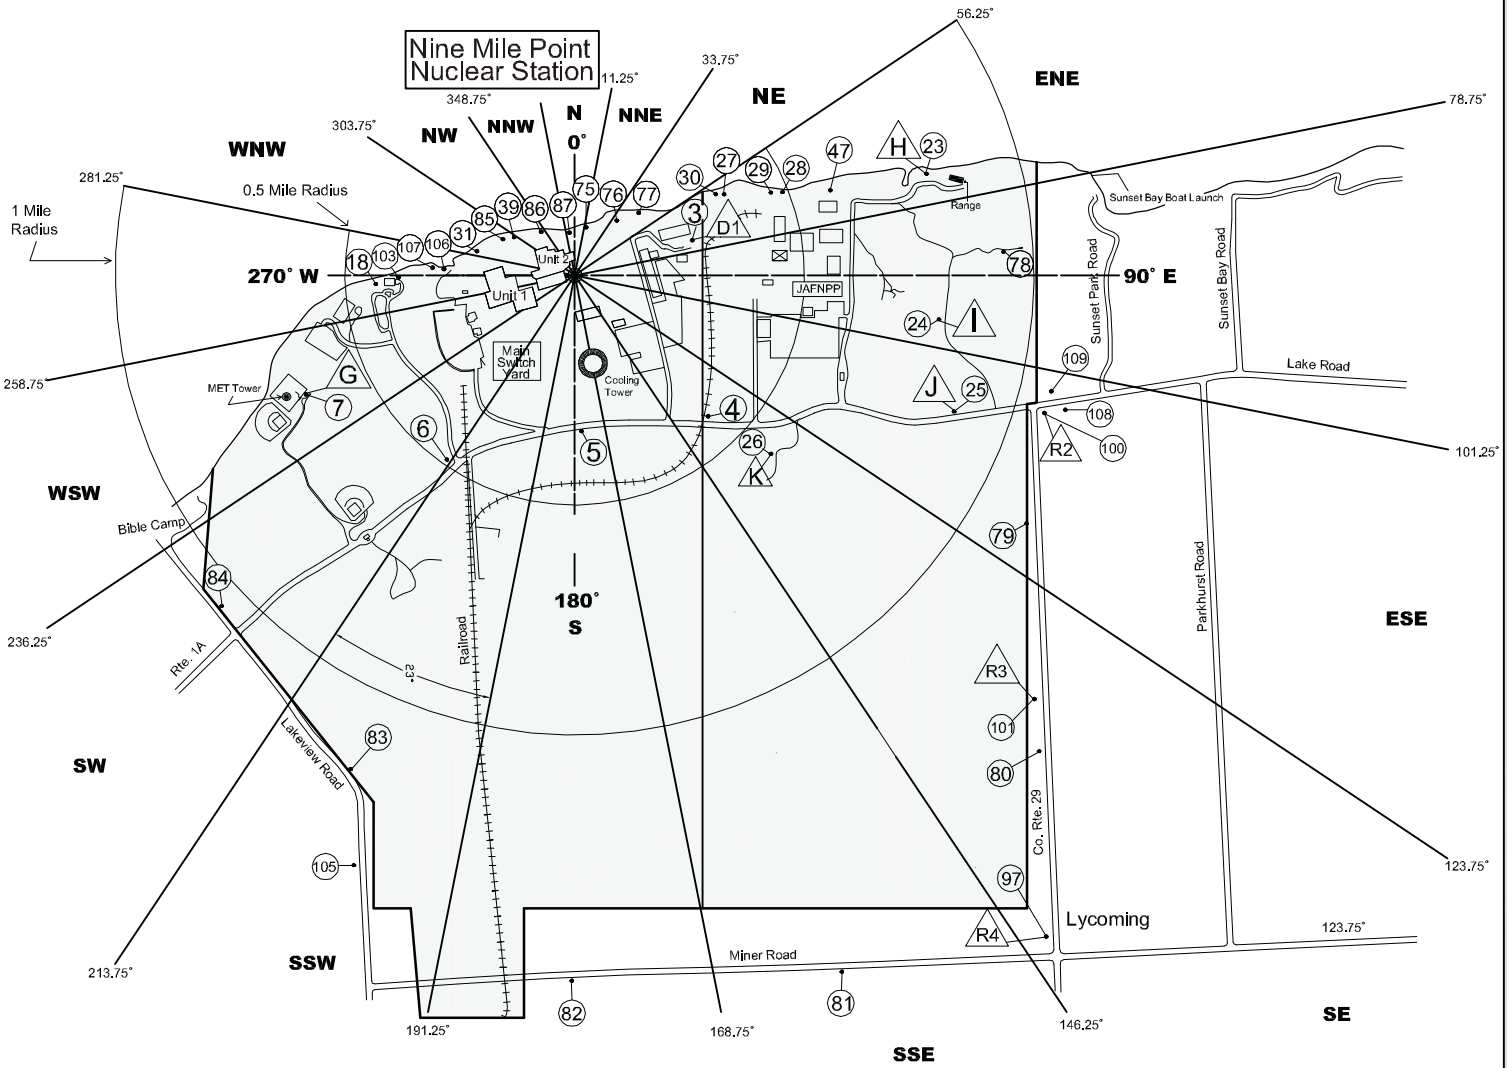 56.25°
Nine Mile Point
Nuclear Station
33.75°
11.25°
ENE
348.75°
NE
78.75°
303.75°
NW
NNW
N
NNE
0°
WNW
281.25°
0.5 Mile Radius
1 Mile
Radius
H
23
47
27
29
28
30
Sunset Bay Boat Launch
Range
77
76
75
87
86
39
85
31
106
107
103
18
3
D1
Unit 2
78
270° W
90° E
Unit 1
JAFNPP
Sunset Park Road
Sunset Bay Road
24
I
Main
Switch
Yard
Cooling
Tower
109
Lake Road
258.75°
MET Tower
G
7
J
25
108
4
6
5
26
K
R2
100
101.25°
WSW
Bible Camp
79
84
180°
S
Parkhurst Road
ESE
236.25°
Rte. 1A
Railroad
23°
R3
101
83
80
SW
Lakeview Road
Co. Rte. 29
105
97
123.75°
Lycoming
R4
123.75°
SSW
Miner Road
213.75°
81
82
191.25°
168.75°
146.25°
SE
SSE